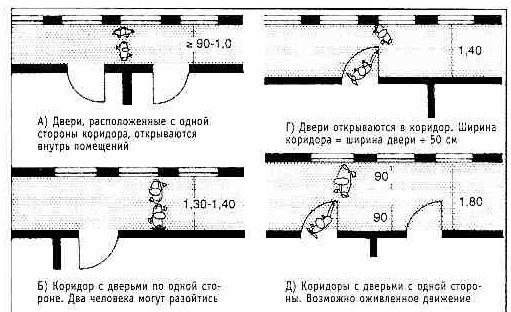 ≥ 90-1,0
А) Двери, расположенные с одной
стороны коридора, открываются
внутрь помещений
1,40
Г) Двери открываются в коридор. Ширина
коридора = ширина двери + 50 см
1,30-1,40
Б) Коридор с дверьми по одной сто-
роне. Два человека могут разойтись
90
90
1,80
Д) Коридоры с дверьми с одной сторо-
ны. Возможно оживленное движение